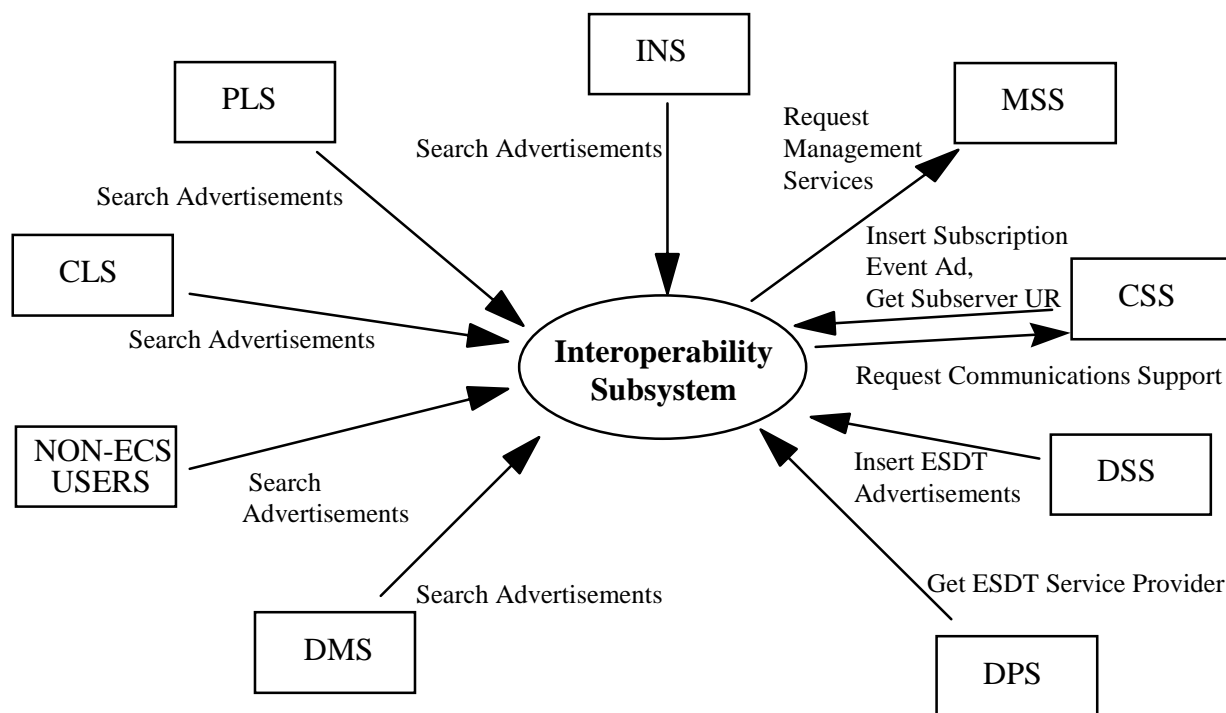 INS
PLS
MSS
Request
Management
Services
Search Advertisements
Search Advertisements
Insert Subscription
Event Ad,
Get Subserver UR
CLS
CSS
Search Advertisements
Interoperability
Subsystem
Request Communications Support
NON-ECS
USERS
Search
Advertisements
Insert ESDT
Advertisements
DSS
Search Advertisements
Get ESDT Service Provider
DMS
DPS